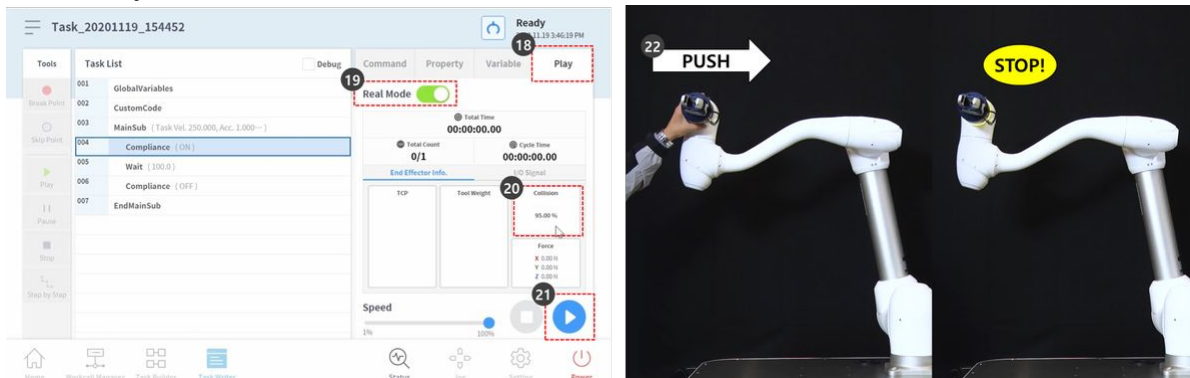 Task_20201119_154452
Ready
18
Tools
Task List
Debug
Command
Property
Variable
Play
19
Real Mode
001
GlobalVariables
Break Point
002
CustomCode
003
MainSub ( Task Vel. 250.000, Acc. 1.000··· )
Skip Point
004
Compliance ( ON )
005
Wait ( 100.0 )
Play
006
Compliance ( OFF )
007
EndMainSub
Pause
Stop
Step by Step
Total Time
00:00:00.00
Total Count
0/1
Cycle Time
00:00:00.00
End Effector Info.
I/O Signal
20
TCP
Tool Weight
Collision
95.00 %
Force
X 0.00 N
Y 0.00 N
Z 0.00 N
21
Speed
1%
100%
Home
Workcell Manager
Task Builder
Task Writer
Status
Jog
Setting
Power
22
PUSH
STOP!